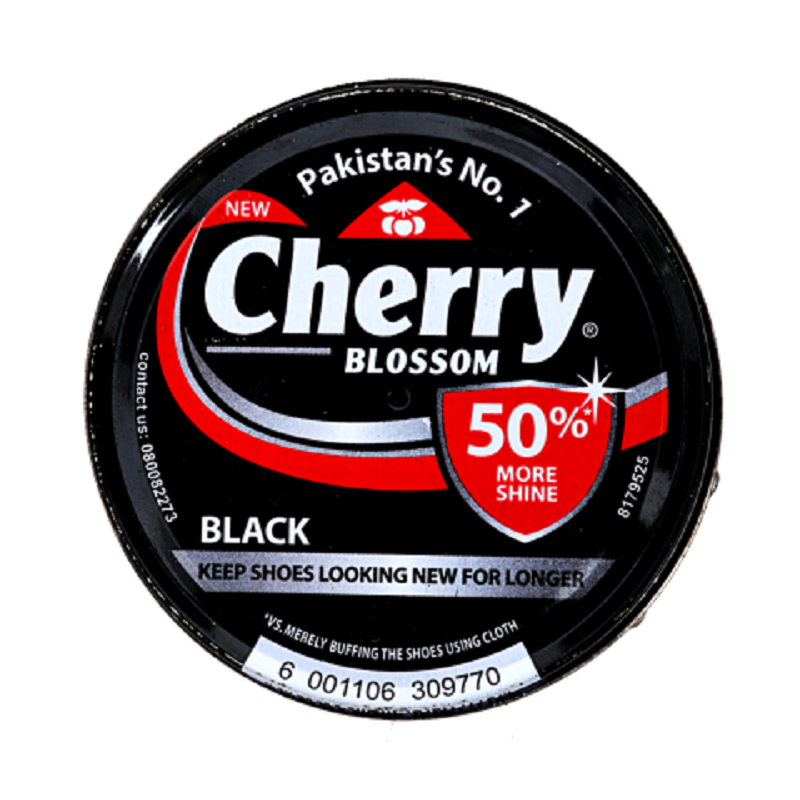 Pakistan's No. 1
NEW
Cherry®
BLOSSOM
50%*
MORE
SHINE
contact us: 080082273
8179525
BLACK
KEEP SHOES LOOKING NEW FOR LONGER
*VS. MERELY BUFFING THE SHOES USING CLOTH
6 001106 309770